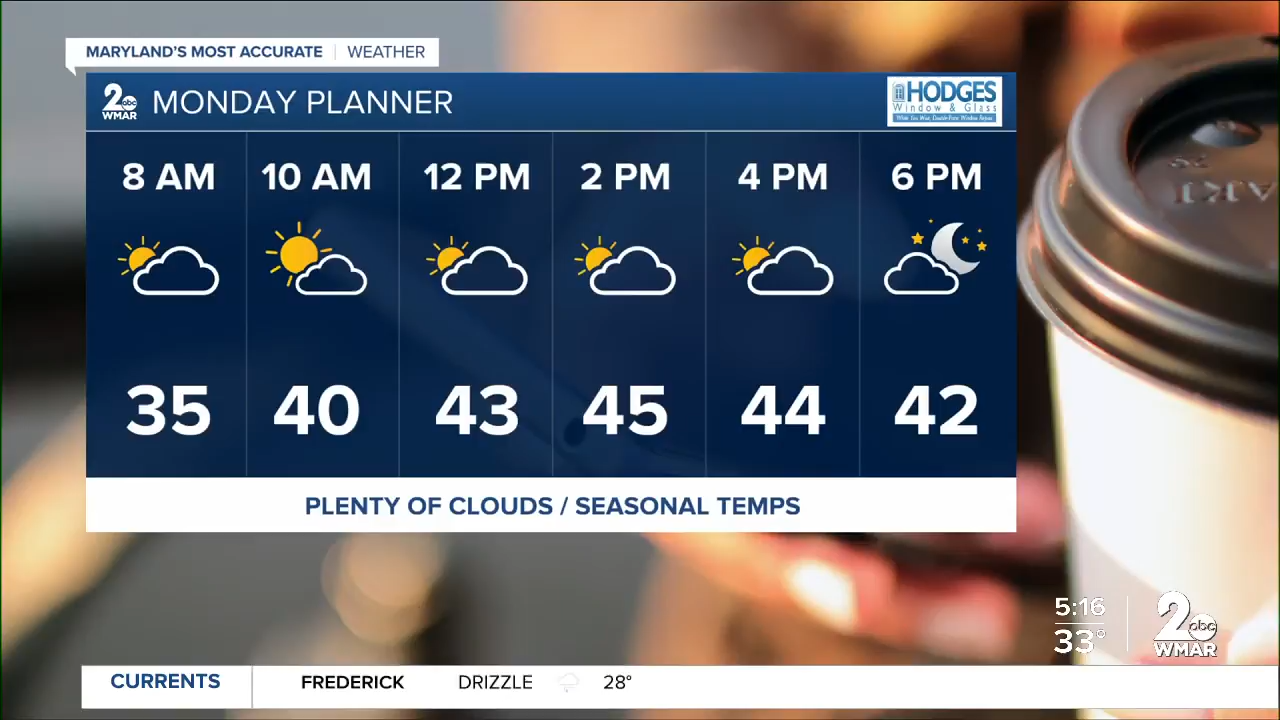 MARYLAND'S MOST ACCURATE | WEATHER
2 abc WMAR
MONDAY PLANNER
HODGES
Window & Glass
8 AM 10 AM 12 PM 2 PM 4 PM 6 PM
35 40 43 45 44 42
PLENTY OF CLOUDS / SEASONAL TEMPS
5:16
33°
2 abc
WMAR
CURRENTS FREDERICK DRIZZLE 28°